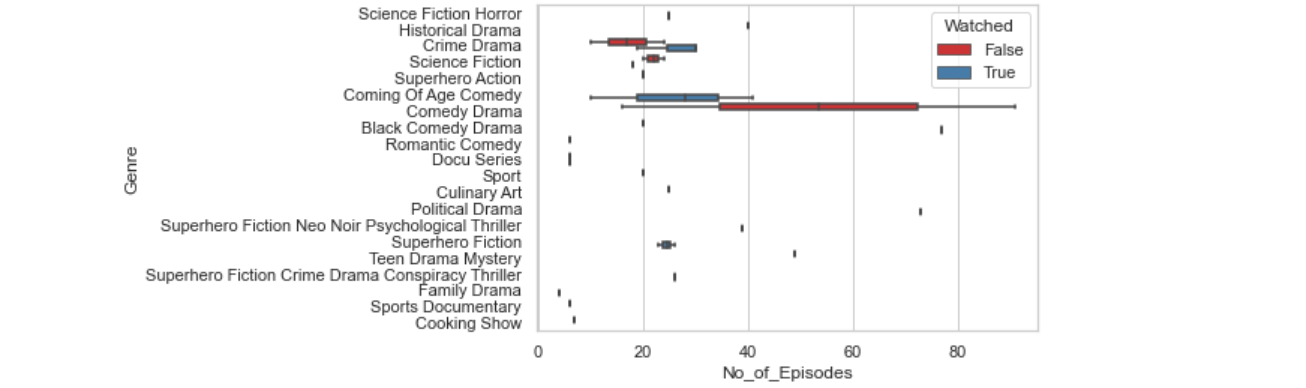 Science Fiction Horror
Historical Drama
Crime Drama
Science Fiction
Superhero Action
Coming Of Age Comedy
Comedy Drama
Black Comedy Drama
Romantic Comedy
Docu Series
Sport
Culinary Art
Political Drama
Superhero Fiction Neo Noir Psychological Thriller
Superhero Fiction
Teen Drama Mystery
Superhero Fiction Crime Drama Conspiracy Thriller
Family Drama
Sports Documentary
Cooking Show
Genre
Watched
False
True
0 20 40 60 80
No_of_Episodes